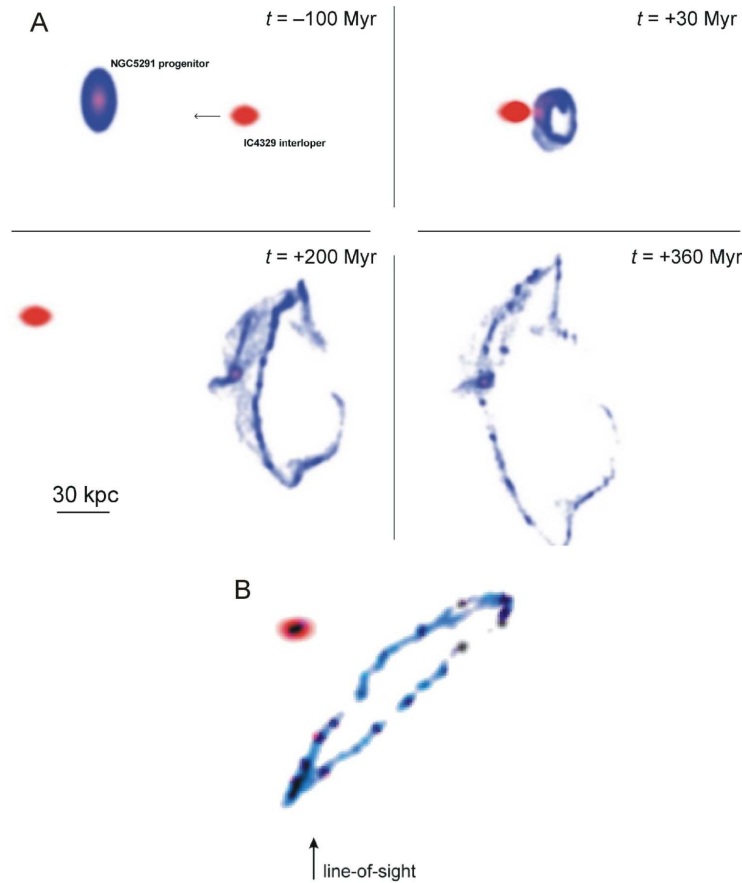 A
t = –100 Myr
NGC5291 progenitor
IC4329 interloper
t = +30 Myr
t = +200 Myr
30 kpc
t = +360 Myr
B
line-of-sight